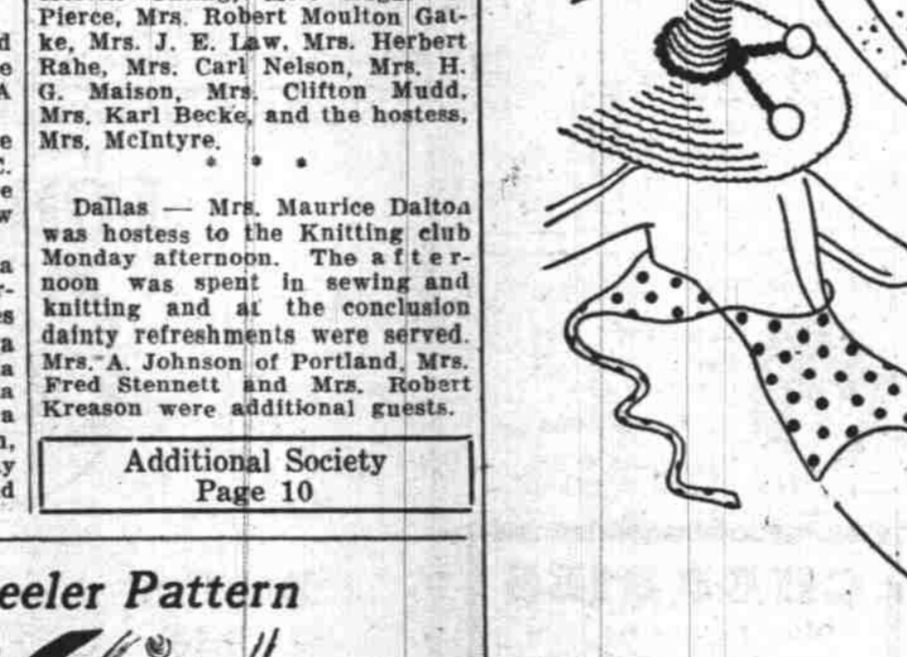 Pierce, Mrs. Robert Moulton Gat-
ke, Mrs. J. E. Law, Mrs. Herbert
Rahe, Mrs. Carl Nelson, Mrs. H.
G. Maison, Mrs. Clifton Mudd,
Mrs. Karl Becke, and the hostess,
Mrs. McIntyre.
* * *
Dallas — Mrs. Maurice Dalton
was hostess to the Knitting club
Monday afternoon. The after-
noon was spent in sewing and
knitting and at the conclusion
dainty refreshments were served.
Mrs. A. Johnson of Portland, Mrs.
Fred Stennett and Mrs. Robert
Kreason were additional guests.
Additional Society
Page 10
eeler Pattern